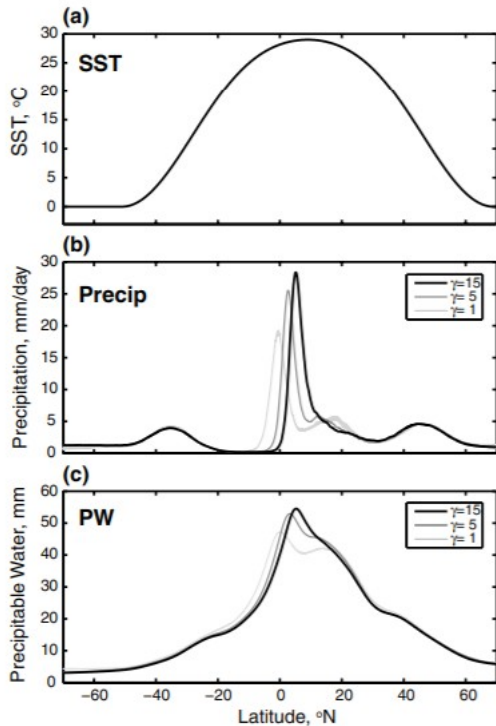 (a)
30
25
20
15
10
5
0
SST
SST, °C
(b)
30
25
20
15
10
5
0
Precip
Precipitation, mm/day
γ=15
γ= 5
γ= 1
(c)
60
50
40
30
20
10
0
PW
Precipitable Water, mm
γ=15
γ= 5
γ= 1
−60 −40 −20 0 20 40 60
Latitude, °N